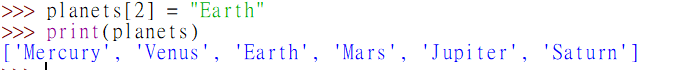 >>> planets[2] = "Earth"
>>> print(planets)
['Mercury', 'Venus', 'Earth', 'Mars', 'Jupiter', 'Saturn']
>>>